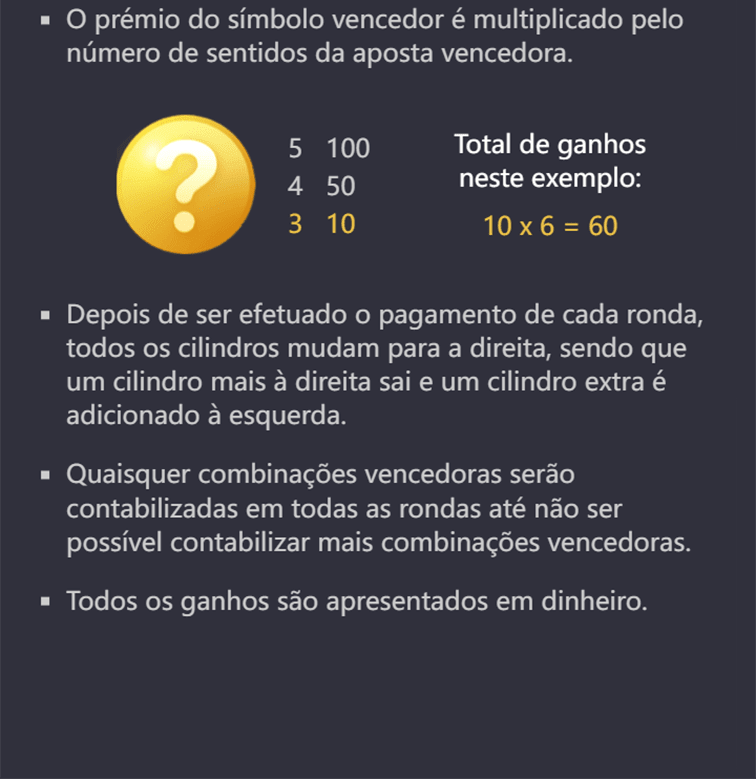 O prémio do símbolo vencedor é multiplicado pelo
número de sentidos da aposta vencedora.
?
5 100
4 50
3 10
Total de ganhos
neste exemplo:
10 x 6 = 60
Depois de ser efetuado o pagamento de cada ronda,
todos os cilindros mudam para a direita, sendo que
um cilindro mais à direita sai e um cilindro extra é
adicionado à esquerda.
Quaisquer combinações vencedoras serão
contabilizadas em todas as rondas até não ser
possível contabilizar mais combinações vencedoras.
Todos os ganhos são apresentados em dinheiro.